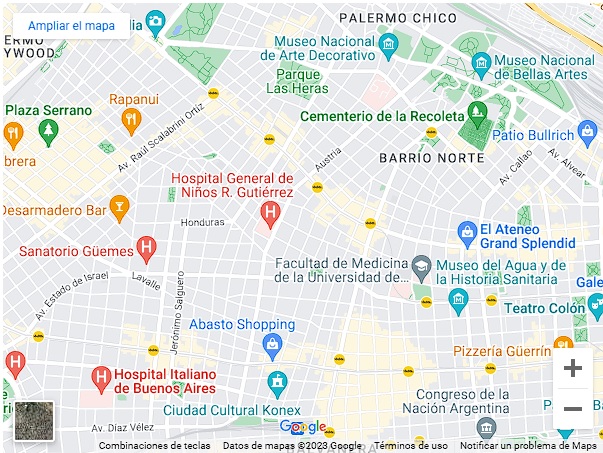 Ampliar el mapa
PALERMO CHICO
ERMO
YWOOD
Museo Nacional
de Arte Decorativo
Museo Nacional
de Bellas Artes
Parque
Las Heras
Plaza Serrano
Rapanui
Cementerio de la Recoleta
Patio Bullrich
brera
Av. Raúl Scalabrini Ortiz
Austria
BARRIO NORTE
Av. Callao
Av. Alvear
Hospital General de
Niños R. Gutiérrez
Desarmadero Bar
Honduras
El Ateneo
Grand Splendid
Sanatorio Güemes
Facultad de Medicina
de la Universidad de...
Museo del Agua y de
la Historia Sanitaria
Av. Estado de Israel
Lavalle
Jerónimo Salguero
Gale
Teatro Colón
Abasto Shopping
Pizzería Güerrín
Hospital Italiano
de Buenos Aires
Ciudad Cultural Konex
Congreso de la
Nación Argentina
Palacio Ba
Av. Díaz Vélez
Google
BALVANERA
Combinaciones de teclas
Datos de mapas ©2023 Google
Términos de uso
Notificar un problema de Maps